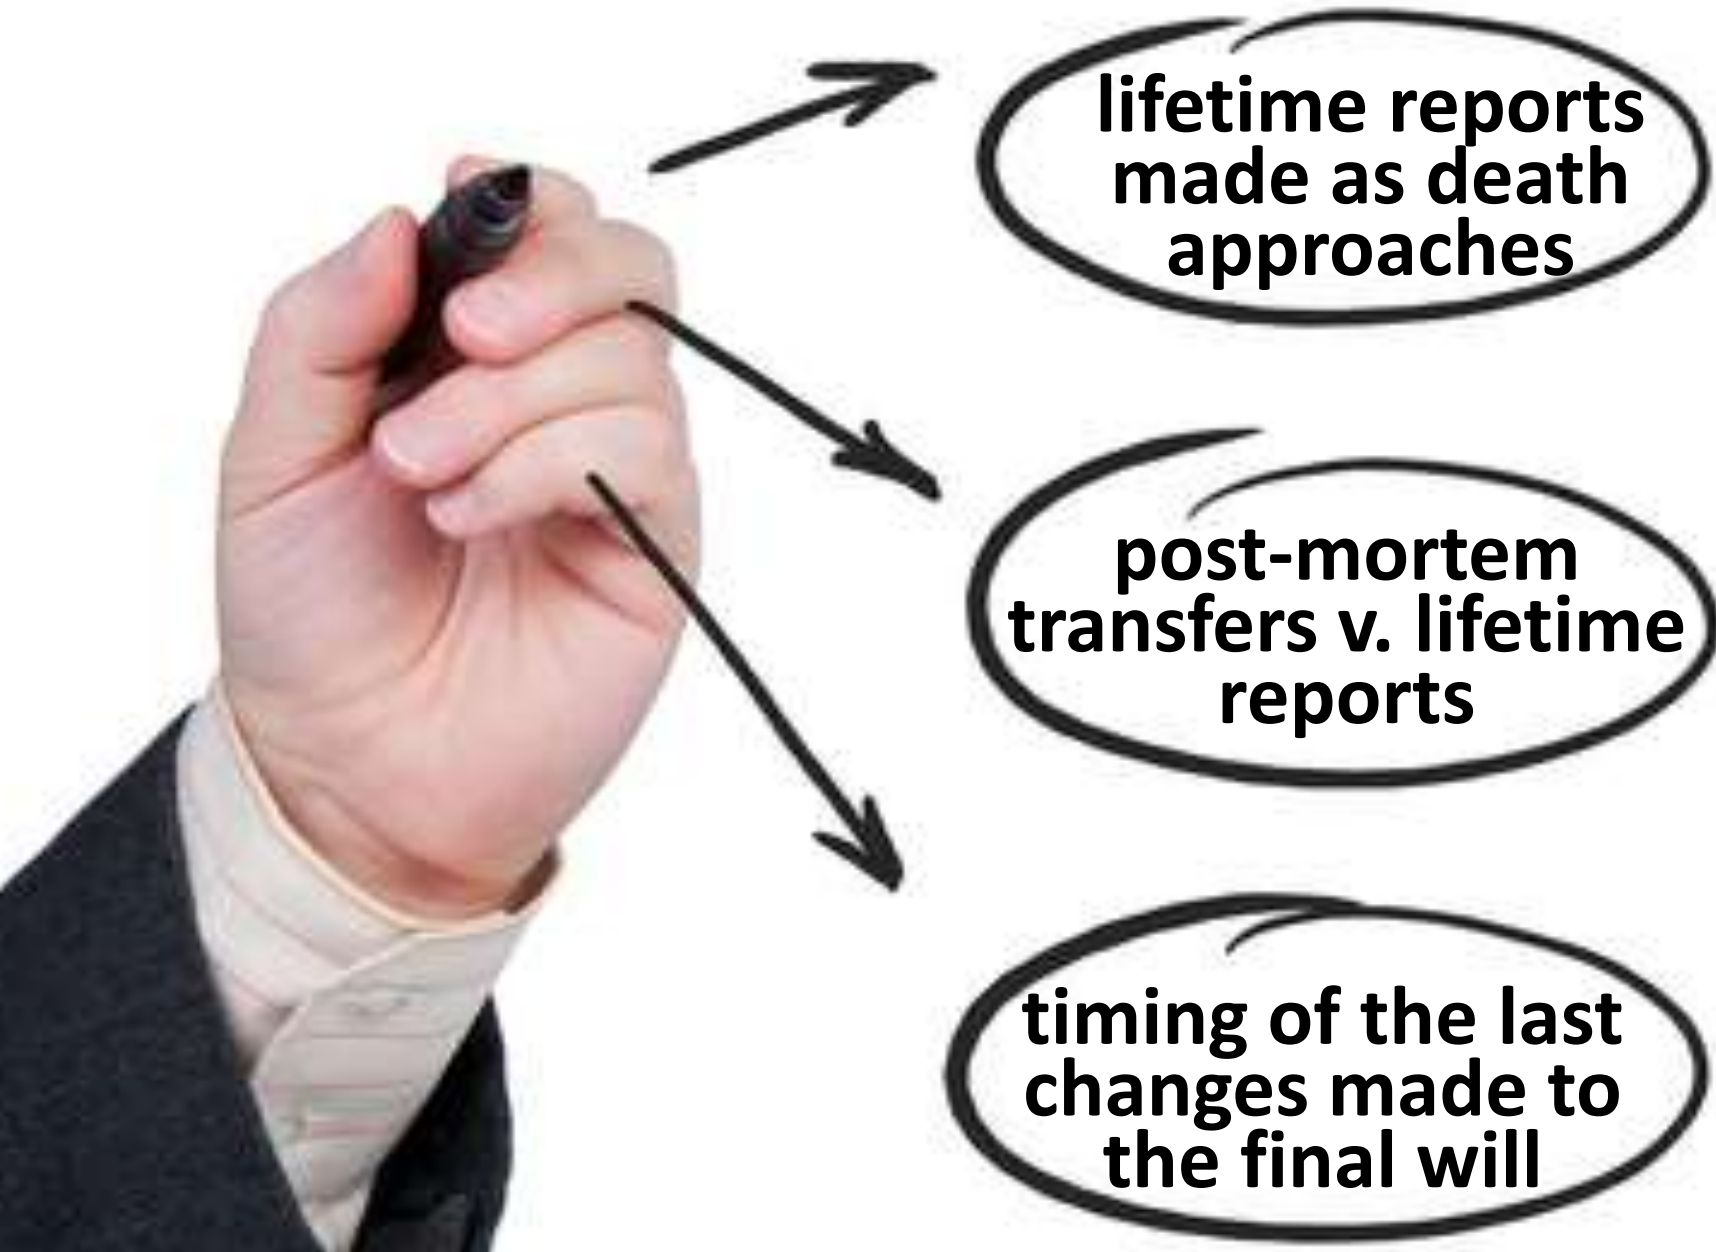 lifetime reports
made as death
approaches
post-mortem
transfers v. lifetime
reports
timing of the last
changes made to
the final will